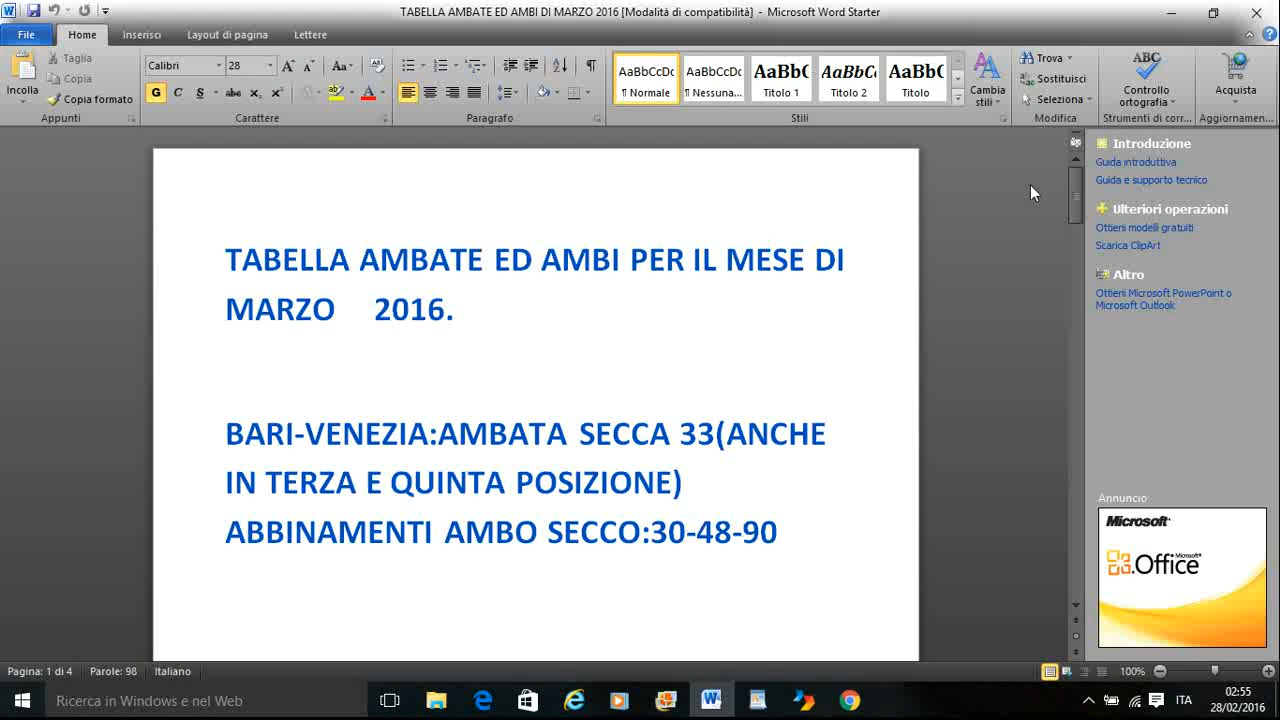 TABELLA AMBATE ED AMBI DI MARZO 2016 [Modalità di compatibilità] - Microsoft Word Starter
File
Home
Inserisci
Layout di pagina
Lettere
Incolla
Taglia
Copia
Copia formato
Appunti
Calibri
28
Carattere
Paragrafo
AaBbCcDc
¶ Normale
AaBbCcDc
¶ Nessuna...
AaBbC
Titolo 1
AaBbCc
Titolo 2
AaBbC
Titolo
Stili
Cambia stili
Trova
Sostituisci
Seleziona
Modifica
Controllo ortografia
Strumenti di corr...
Acquista
Aggiornamen...
TABELLA AMBATE ED AMBI PER IL MESE DI
MARZO 2016.
BARI-VENEZIA:AMBATA SECCA 33(ANCHE
IN TERZA E QUINTA POSIZIONE)
ABBINAMENTI AMBO SECCO:30-48-90
Introduzione
Guida introduttiva
Guida e supporto tecnico
Ulteriori operazioni
Ottieni modelli gratuiti
Scarica ClipArt
Altro
Ottieni Microsoft PowerPoint o
Microsoft Outlook
Annuncio
Microsoft
Microsoft
Office
Pagina: 1 di 4
Parole: 98
Italiano
100%
Ricerca in Windows e nel Web
ITA
02:55
28/02/2016